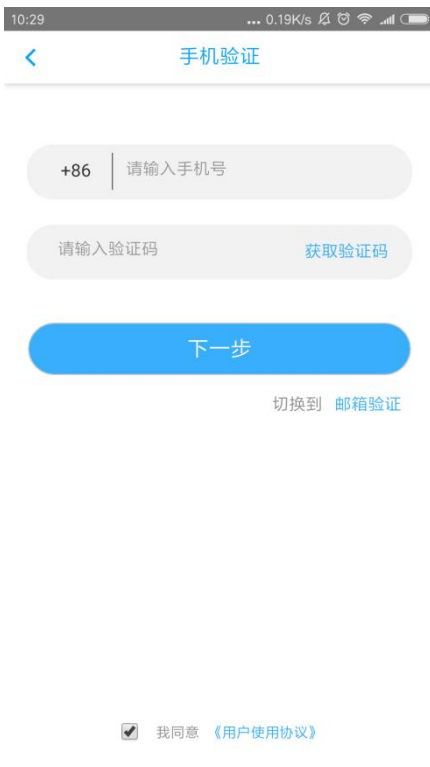 10:29 ... 0.19K/s
手机验证
+86 请输入手机号
请输入验证码 获取验证码
下一步
切换到 邮箱验证
我同意 《用户使用协议》